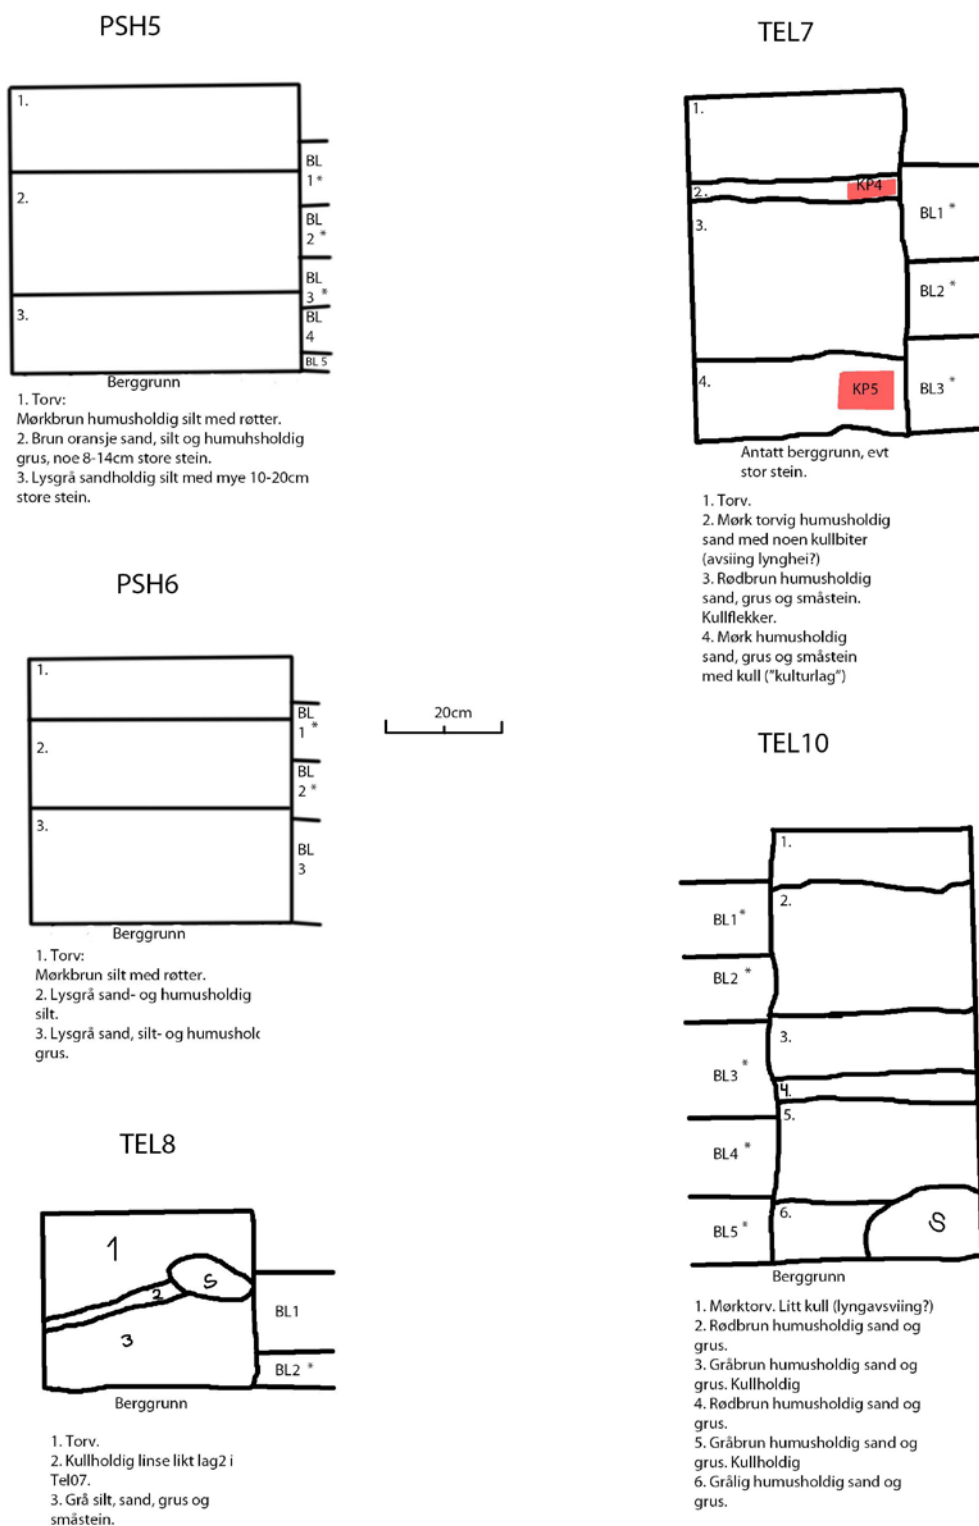 PSH5
1.
2.
3.
BL
1*
BL
2*
BL
3*
BL
4
BL 5
Berggrunn
1. Torv:
Mørkbrun humusholdig silt med røtter.
2. Brun oransje sand, silt og humuhsholdig
grus, noe 8-14cm store stein.
3. Lysgrå sandholdig silt med mye 10-20cm
store stein.
TEL7
1.
2.
KP4
3.
4.
KP5
BL1 *
BL2 *
BL3 *
Antatt berggrunn, evt
stor stein.
1. Torv.
2. Mørk torvig humusholdig
sand med noen kullbiter
(avsiing lynghei?)
3. Rødbrun humusholdig
sand, grus og småstein.
Kullflekker.
4. Mørk humusholdig
sand, grus og småstein
med kull ("kulturlag")
PSH6
1.
2.
3.
BL
1 *
BL
2 *
BL
3
Berggrunn
1. Torv:
Mørkbrun silt med røtter.
2. Lysgrå sand- og humusholdig
silt.
3. Lysgrå sand, silt- og humushol
grus.
20cm
TEL10
1.
2.
3.
4.
5.
6.
S
BL1 *
BL2 *
BL3 *
BL4 *
BL5 *
Berggrunn
1. Mørktorv. Litt kull (lyngavsviing?)
2. Rødbrun humusholdig sand og
grus.
3. Gråbrun humusholdig sand og
grus. Kullholdig
4. Rødbrun humusholdig sand og
grus.
5. Gråbrun humusholdig sand og
grus. Kullholdig
6. Grålig humusholdig sand og
grus.
TEL8
1
S
2
3
BL1
BL2 *
Berggrunn
1. Torv.
2. Kullholdig linse likt lag2 i
Tel07.
3. Grå silt, sand, grus og
småstein.